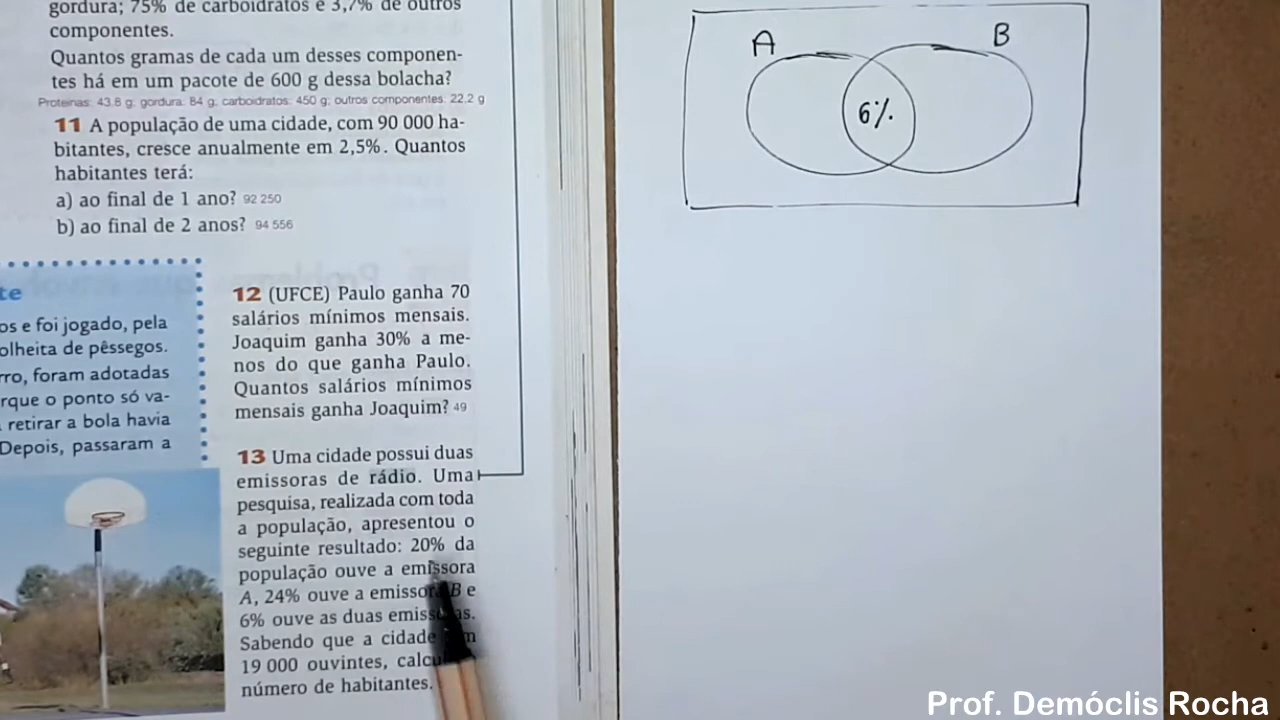 gordura; 75% de carboidratos e 3,7% de outros
componentes.
Quantos gramas de cada um desses componen-
tes há em um pacote de 600 g dessa bolacha?
Proteínas: 43,8 g; gordura: 84 g; carboidratos: 450 g; outros componentes: 22,2 g
11 A população de uma cidade, com 90 000 ha-
bitantes, cresce anualmente em 2,5%. Quantos
habitantes terá:
a) ao final de 1 ano? 92 250
b) ao final de 2 anos? 94 556
te
os e foi jogado, pela
olheita de pêssegos.
rro, foram adotadas
rque o ponto só va-
retirar a bola havia
Depois, passaram a
12 (UFCE) Paulo ganha 70
salários mínimos mensais.
Joaquim ganha 30% a me-
nos do que ganha Paulo.
Quantos salários mínimos
mensais ganha Joaquim? 49
13 Uma cidade possui duas
emissoras de rádio. Uma
pesquisa, realizada com toda
a população, apresentou o
seguinte resultado: 20% da
população ouve a emissora
A, 24% ouve a emissora B e
6% ouve as duas emissoras.
Sabendo que a cidade
19 000 ouvintes,
número de habitantes.
A
B
6%
Prof. Demóclis Rocha